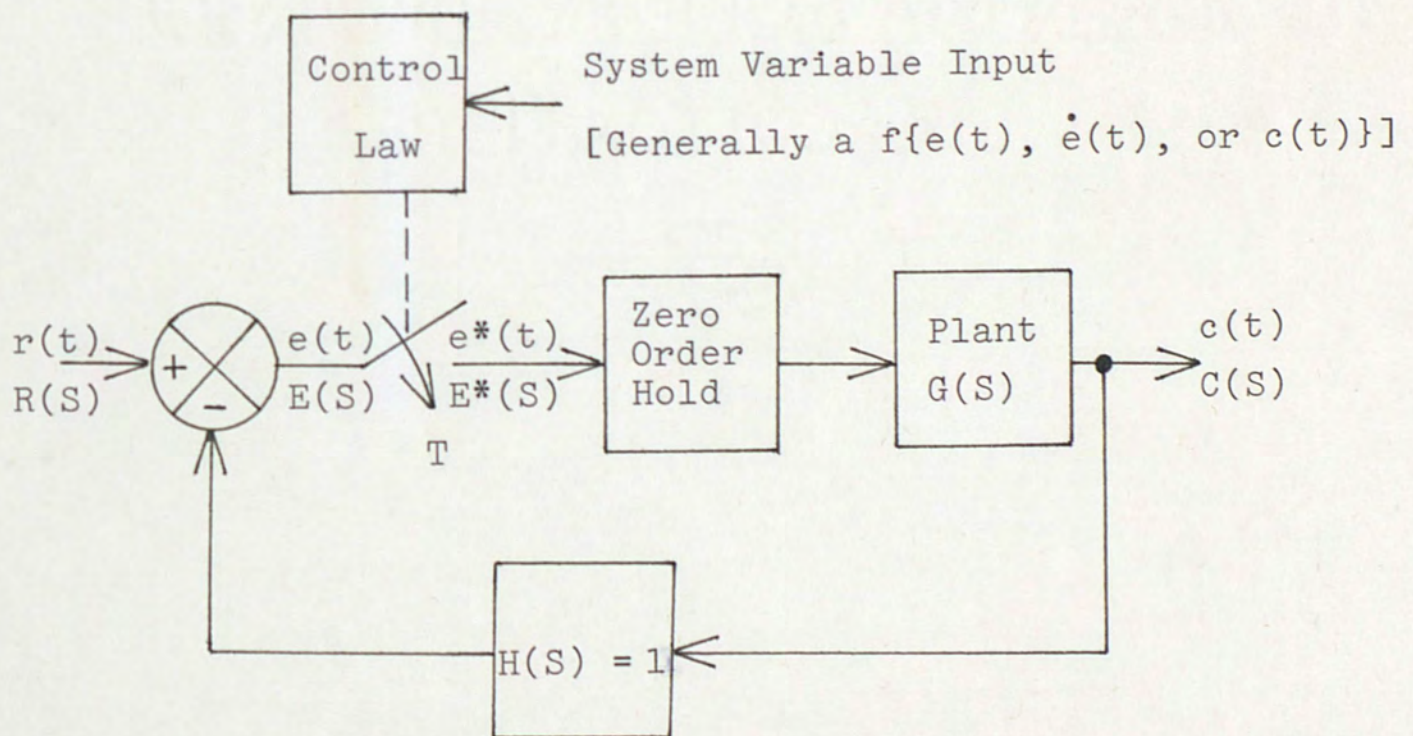 Control
Law
System Variable Input
[Generally a f{e(t), ė(t), or c(t)}]
r(t)
R(S)
+
-
e(t)
E(S)
T
e*(t)
E*(S)
Zero
Order
Hold
Plant
G(S)
c(t)
C(S)
H(S) = 1